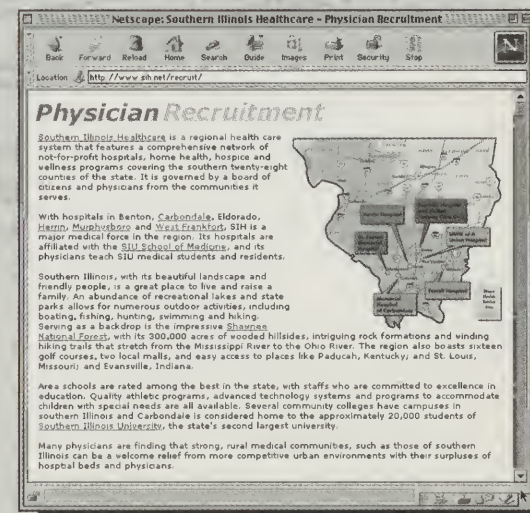 Netscape: Southern Illinois Healthcare - Physician Recruitment
Back Forward Reload Home Search Guide Images Print Security Stop
N
Location http://www.sih.net/recruit/
Physician Recruitment
Southern Illinois Healthcare is a regional health care
system that features a comprehensive network of
not-for-profit hospitals, home health, hospice and
wellness programs covering the southern twenty-eight
counties of the state. It is governed by a board of
citizens and physicians from the communities it
serves.
With hospitals in Benton, Carbondale, Eldorado,
Herrin, Murphysboro and West Frankfort, SIH is a
major medical force in the region. Its hospitals are
affiliated with the SIU School of Medicine, and its
physicians teach SIU medical students and residents.
Southern Illinois, with its beautiful landscape and
friendly people, is a great place to live and raise a
family. An abundance of recreational lakes and state
parks allows for numerous outdoor activities, including
boating, fishing, hunting, swimming and hiking.
Serving as a backdrop is the impressive Shawnee
National Forest, with its 300,000 acres of wooded hillsides, intriguing rock formations and winding
hiking trails that stretch from the Mississippi River to the Ohio River. The region also boasts sixteen
golf courses, two local malls, and easy access to places like Paducah, Kentucky; and St. Louis,
Missouri; and Evansville, Indiana.
Area schools are rated among the best in the state, with staffs who are committed to excellence in
education. Quality athletic programs, advanced technology systems and programs to accommodate
children with special needs are all available. Several community colleges have campuses in
southern Illinois and Carbondale is considered home to the approximately 20,000 students of
Southern Illinois University, the state's second largest university.
Many physicians are finding that strong, rural medical communities, such as those of southern
Illinois can be a welcome relief from more competitive urban environments with their surpluses of
hospital beds and physicians.
Ferrell Hospital
Memorial
Hospital
of Carbondale